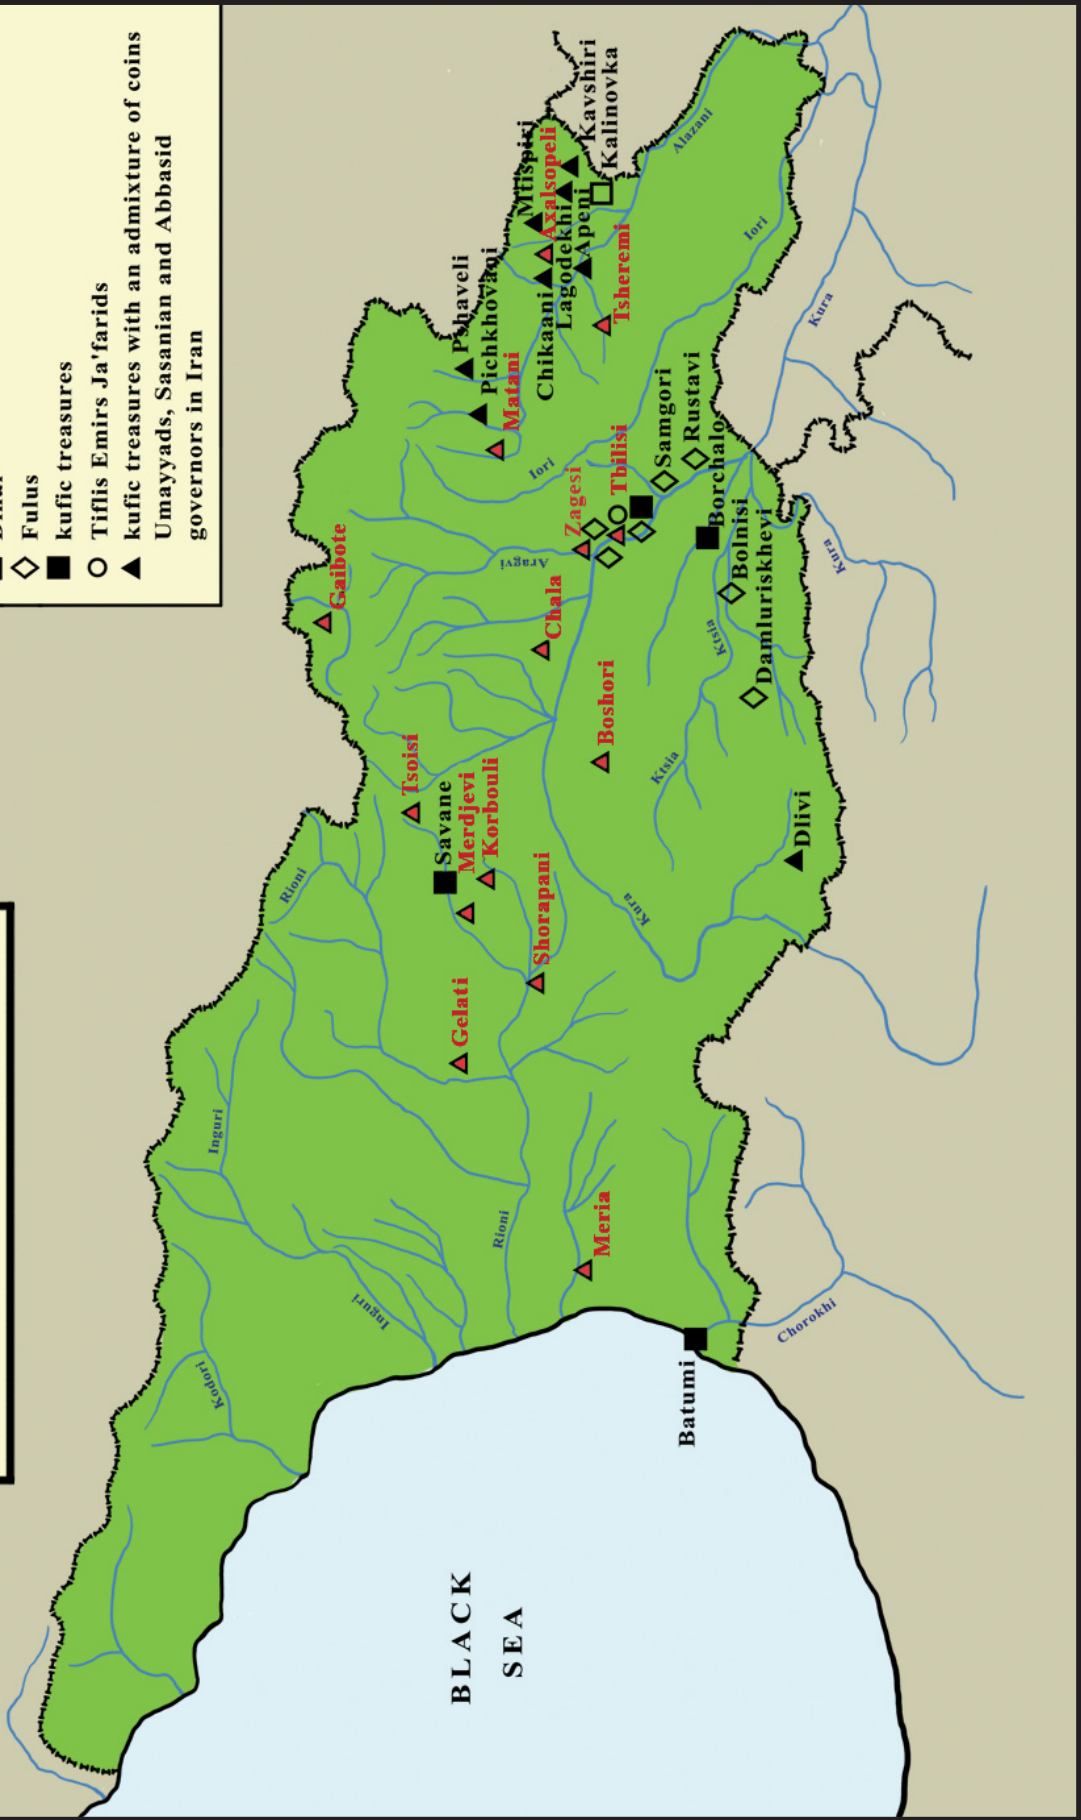 Fulus
kufic treasures
Tiflis Emirs Ja'farids
kufic treasures with an admixture of coins
Umayyads, Sasanian and Abbasid
governors in Iran
Gaibote
Pshaveli
Pichkhovani
Matani
Mtispiri
Axalsopeli
Kavshiri
Kalinovka
Lagodekhi
Apeni
Chikaani
Tsheremi
Alazani
Iori
Iori
Kura
Samgori
Rustavi
Tbilisi
Zagesi
Aragvi
Borchalo
Bolnisi
Damluriskhevi
Ktsia
Ktsia
Kura
Chala
Boshori
Dlivi
Kura
Tsoisi
Savane
Merdjevi
Korbouli
Shorapani
Gelati
Rioni
Rioni
Inguri
Inguri
Kodori
Meria
Batumi
Chorokhi
BLACK
SEA